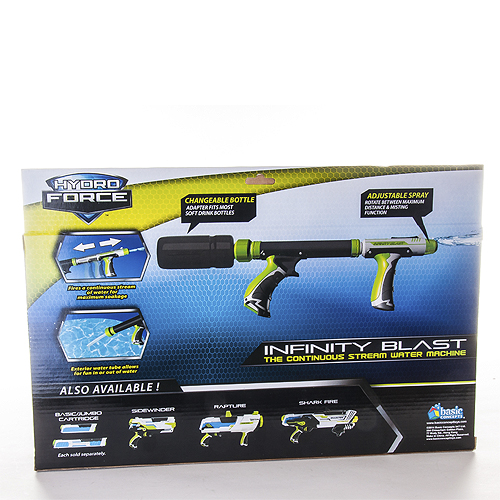 HYDRO
FORCE
CHANGEABLE BOTTLE
ADAPTER FITS MOST
SOFT DRINK BOTTLES
ADJUSTABLE SPRAY
ROTATE BETWEEN MAXIMUM
DISTANCE & MISTING
FUNCTION
INFINITY BLAST
Fires a continuous stream
of water for
maximum soakage
Exterior water tube allows
for fun in or out of water
INFINITY BLAST
THE CONTINUOUS STREAM WATER MACHINE
ALSO AVAILABLE !
BASIC/JUMBO
CARTRIDGE
SIDEWINDER
RAPTURE
SHARK FIRE
Each sold separately.
basic
CONCEPTS